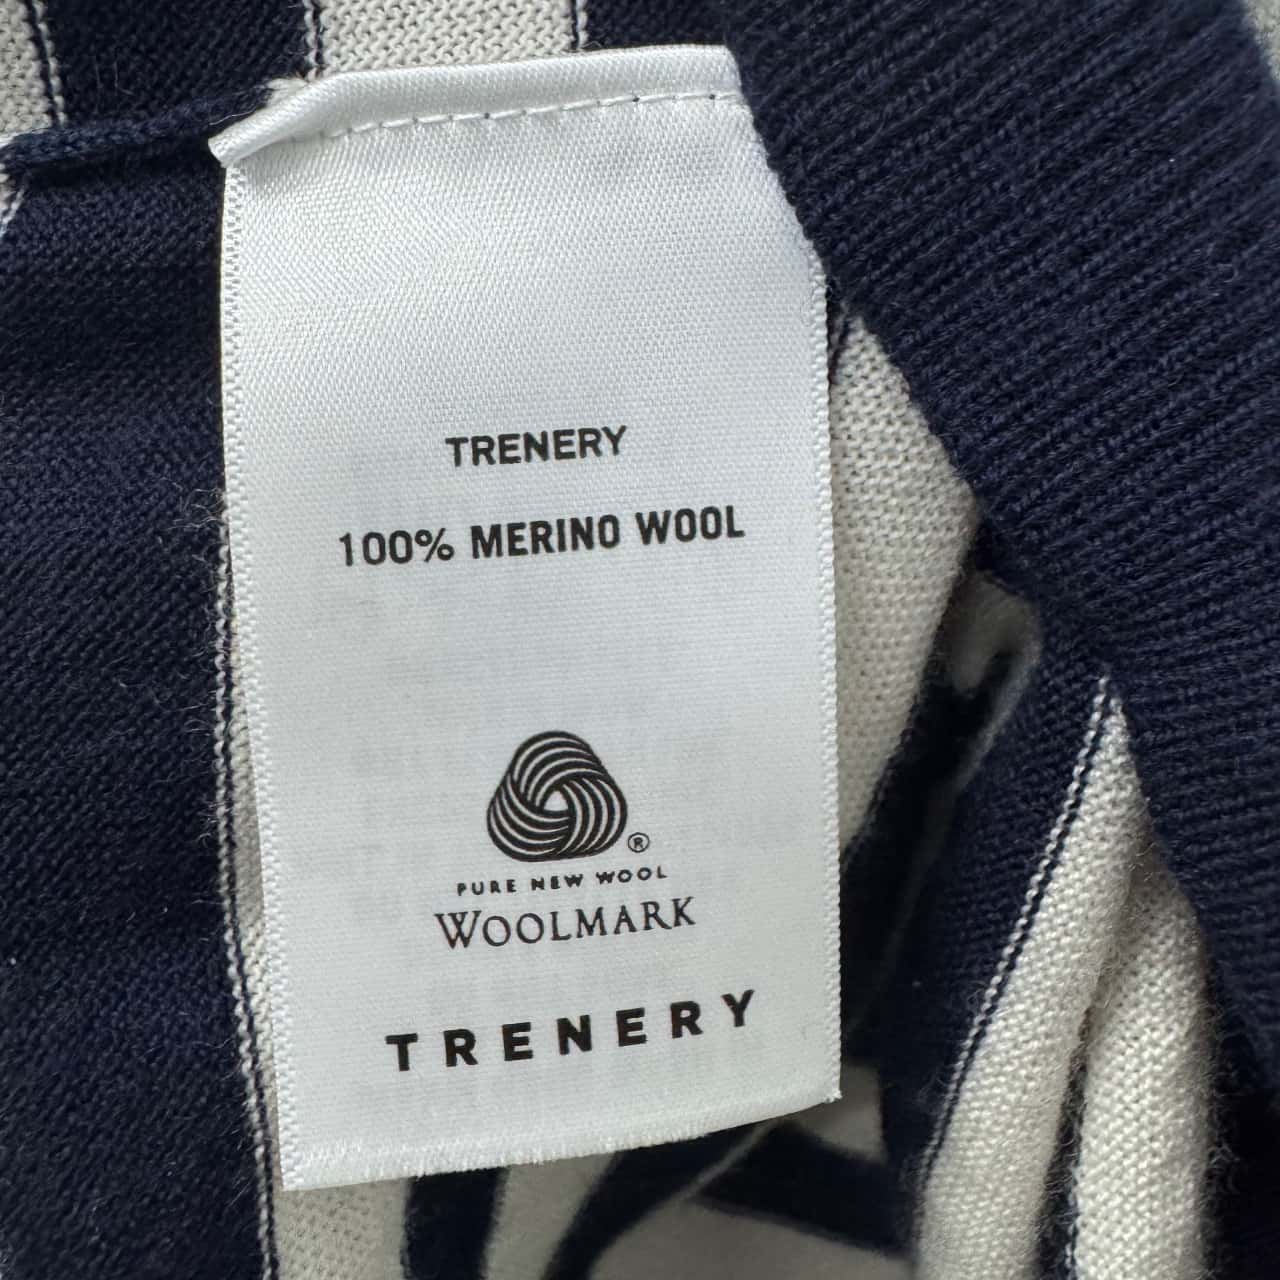 TRENERY
100% MERINO WOOL
®
PURE NEW WOOL
WOOLMARK
TRENERY